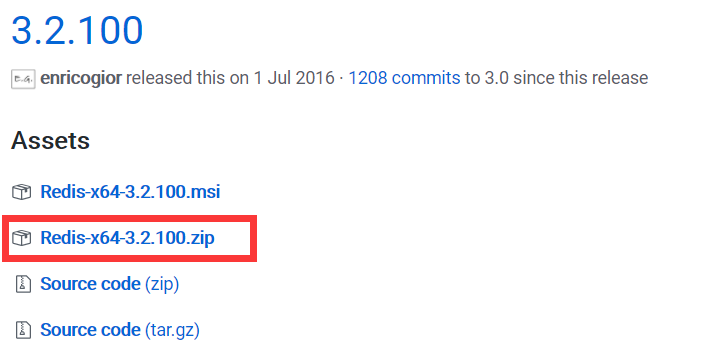 3.2.100
enricogior released this on 1 Jul 2016 · 1208 commits to 3.0 since this release
Assets
Redis-x64-3.2.100.msi
Redis-x64-3.2.100.zip
Source code (zip)
Source code (tar.gz)